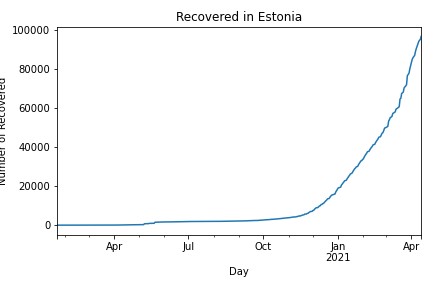 Recovered in Estonia
100000
80000
60000
40000
20000
0
Number of Recovered
Apr
Jul
Oct
Jan
2021
Apr
Day